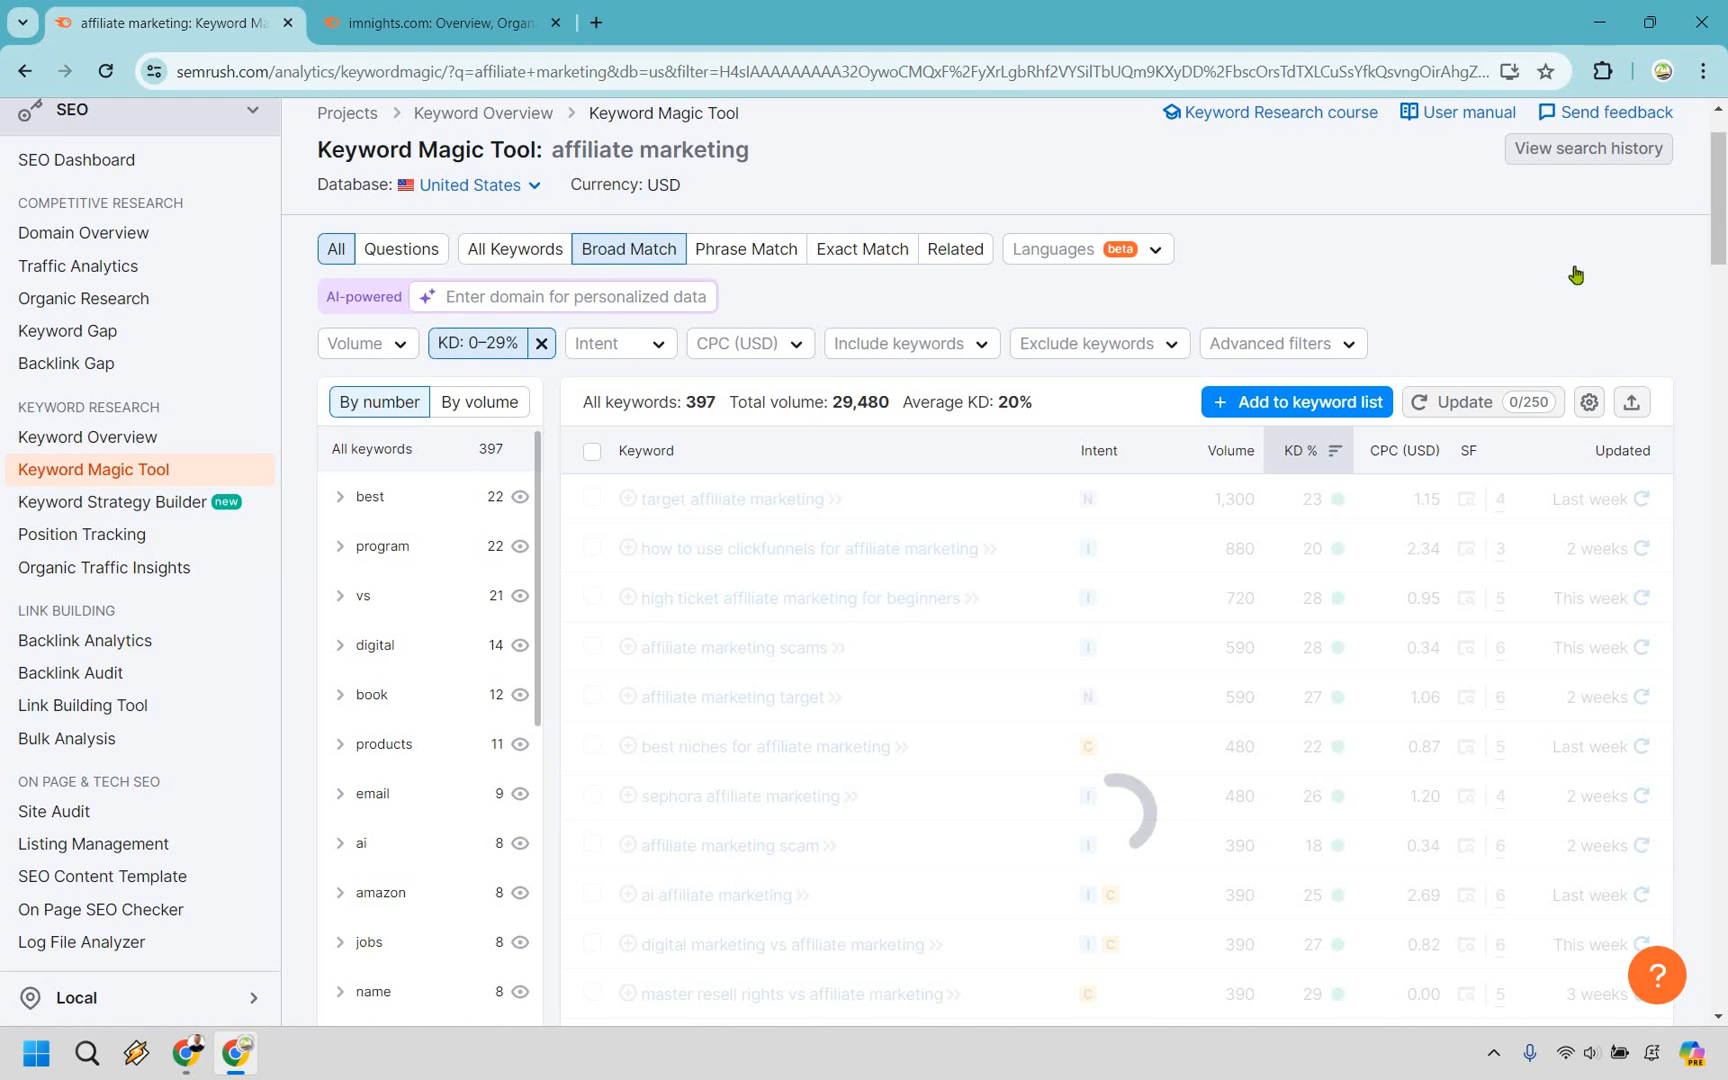 affiliate marketing: Keyword Ma
imnights.com: Overview, Organ
semrush.com/analytics/keywordmagic/?q=affiliate+marketing&db=us&filter=H4sIAAAAAAAAA32OywoCMQxF%2FyXrLgbRhf2VYSiITbUQm9KXyDD%2FbscOrsTdTXLCuSsYfkQsvngOirAhgZ...
SEO
SEO Dashboard
COMPETITIVE RESEARCH
Domain Overview
Traffic Analytics
Organic Research
Keyword Gap
Backlink Gap
KEYWORD RESEARCH
Keyword Overview
Keyword Magic Tool
Keyword Strategy Builder new
Position Tracking
Organic Traffic Insights
LINK BUILDING
Backlink Analytics
Backlink Audit
Link Building Tool
Bulk Analysis
ON PAGE & TECH SEO
Site Audit
Listing Management
SEO Content Template
On Page SEO Checker
Log File Analyzer
Local
Projects > Keyword Overview > Keyword Magic Tool
Keyword Research course User manual Send feedback
Keyword Magic Tool: affiliate marketing
View search history
Database: United States Currency: USD
All Questions All Keywords Broad Match Phrase Match Exact Match Related Languages beta
AI-powered Enter domain for personalized data
Volume KD: 0–29% Intent CPC (USD) Include keywords Exclude keywords Advanced filters
By number By volume
All keywords 397
best 22
program 22
vs 21
digital 14
book 12
products 11
email 9
ai 8
amazon 8
jobs 8
name 8
All keywords: 397 Total volume: 29,480 Average KD: 20%
+ Add to keyword list Update 0/250
Keyword Intent Volume KD % CPC (USD) SF Updated
target affiliate marketing N 1,300 23 1.15 4 Last week
how to use clickfunnels for affiliate marketing I 880 20 2.34 3 2 weeks
high ticket affiliate marketing for beginners I 720 28 0.95 5 This week
affiliate marketing scams I 590 28 0.34 6 This week
affiliate marketing target N 590 27 1.06 6 2 weeks
best niches for affiliate marketing C 480 22 0.87 5 Last week
sephora affiliate marketing I 480 26 1.20 4 2 weeks
affiliate marketing scam I 390 18 0.34 6 2 weeks
ai affiliate marketing I C 390 25 2.69 4 Last week
digital marketing vs affiliate marketing I C 390 27 0.82 6 This week
master resell rights vs affiliate marketing C 390 29 0.00 5 3 weeks
?
PRE